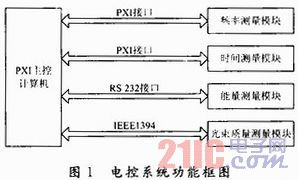 PXI接口
频率测量模块
PXI主控
计算机
PXI接口
时间测量模块
RS 232接口
能量测量模块
IEEE1394
光束质量测量模块
图 1 电控系统功能框图